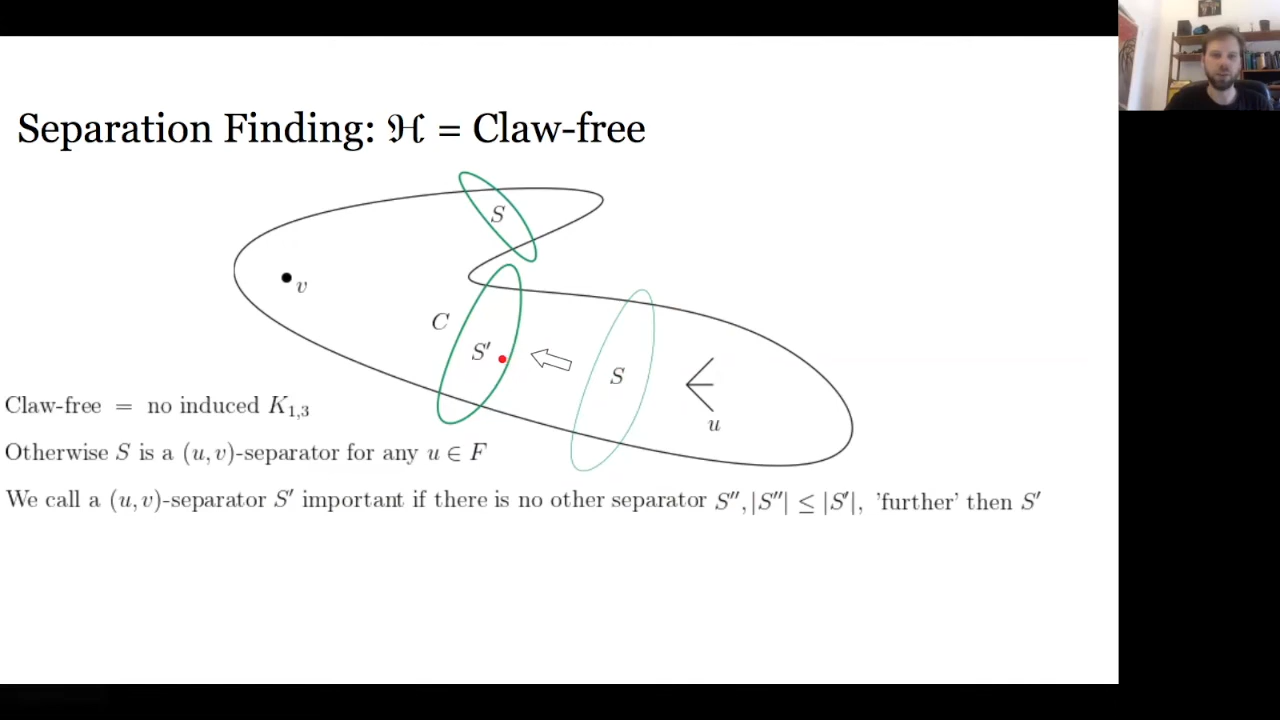 Separation Finding: ℋ = Claw-free
S
v
C
S′
S
u
Claw-free = no induced K₁,₃
Otherwise S is a (u, v)-separator for any u ∈ F
We call a (u, v)-separator S′ important if there is no other separator S″, |S″| ≤ |S′|, 'further' then S′